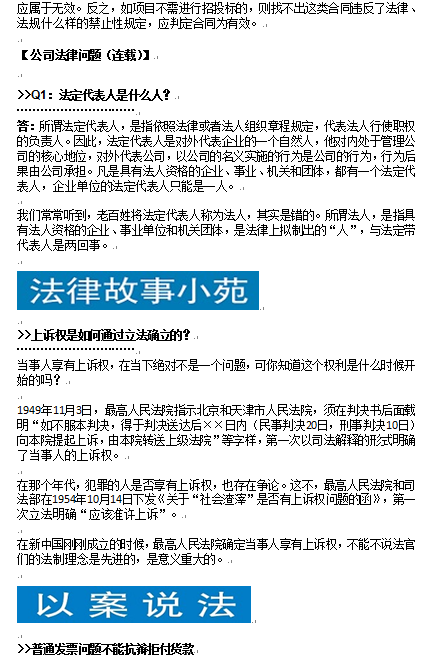 应属于无效。反之，如项目不需进行招投标的，则找不出这类合同违反了法律、
法规什么样的禁止性规定，应判定合同为有效。
【公司法律问题（连载）】
>>Q1：法定代表人是什么人？
答：所谓法定代表人，是指依照法律或者法人组织章程规定，代表法人行使职权
的负责人。因此，法定代表人是对外代表企业的一个自然人，他对内处于管理公
司的核心地位，对外代表公司，以公司的名义实施的行为是公司的行为，行为后
果由公司承担。凡是具有法人资格的企业、事业、机关和团体，都有一个法定代
表人，企业单位的法定代表人只能是一人。
我们常常听到，老百姓将法定代表人称为法人，其实是错的。所谓法人，是指具
有法人资格的企业、事业单位和机关团体，是法律上拟制出的“人”，与法定带
代表人是两回事。
法律故事小苑
>>上诉权是如何通过立法确立的？
当事人享有上诉权，在当下绝对不是一个问题，可你知道这个权利是什么时候开
始的吗？
1949年11月3日，最高人民法院指示北京和天津市人民法院，须在判决书后面载
明“如不服本判决，得于判决送达后××日内（民事判决20日，刑事判决10日）
向本院提起上诉，由本院转送上级法院”等字样，第一次以司法解释的形式明确
了当事人的上诉权。
在那个年代，犯罪的人是否享有上诉权，也存在争论。这不，最高人民法院和司
法部在1954年10月14日下发《关于“社会渣滓”是否有上诉权问题的函》，第一
次立法明确“应该准许上诉”。
在新中国刚刚成立的时候，最高人民法院确定当事人享有上诉权，不能不说法官
们的法制理念是先进的，是意义重大的。
以案说法
>>普通发票问题不能抗辩拒付货款